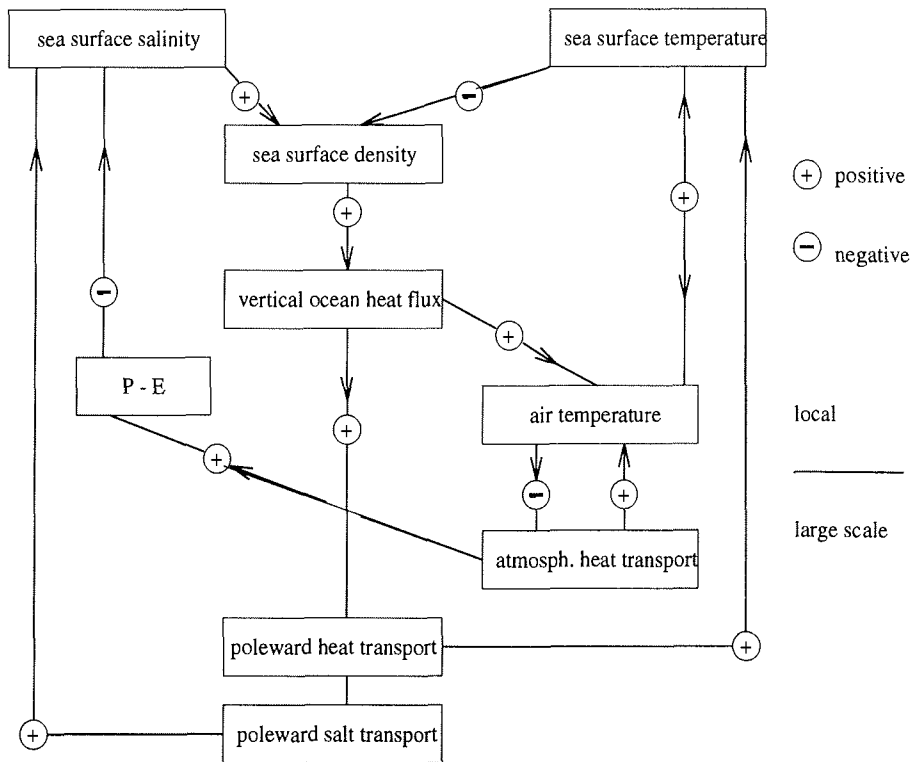 sea surface salinity
sea surface temperature
+
−
sea surface density
+
positive
+
+
−
negative
−
vertical ocean heat flux
+
P - E
air temperature
local
+
+
−
+
large scale
atmosph. heat transport
poleward heat transport
+
poleward salt transport
+